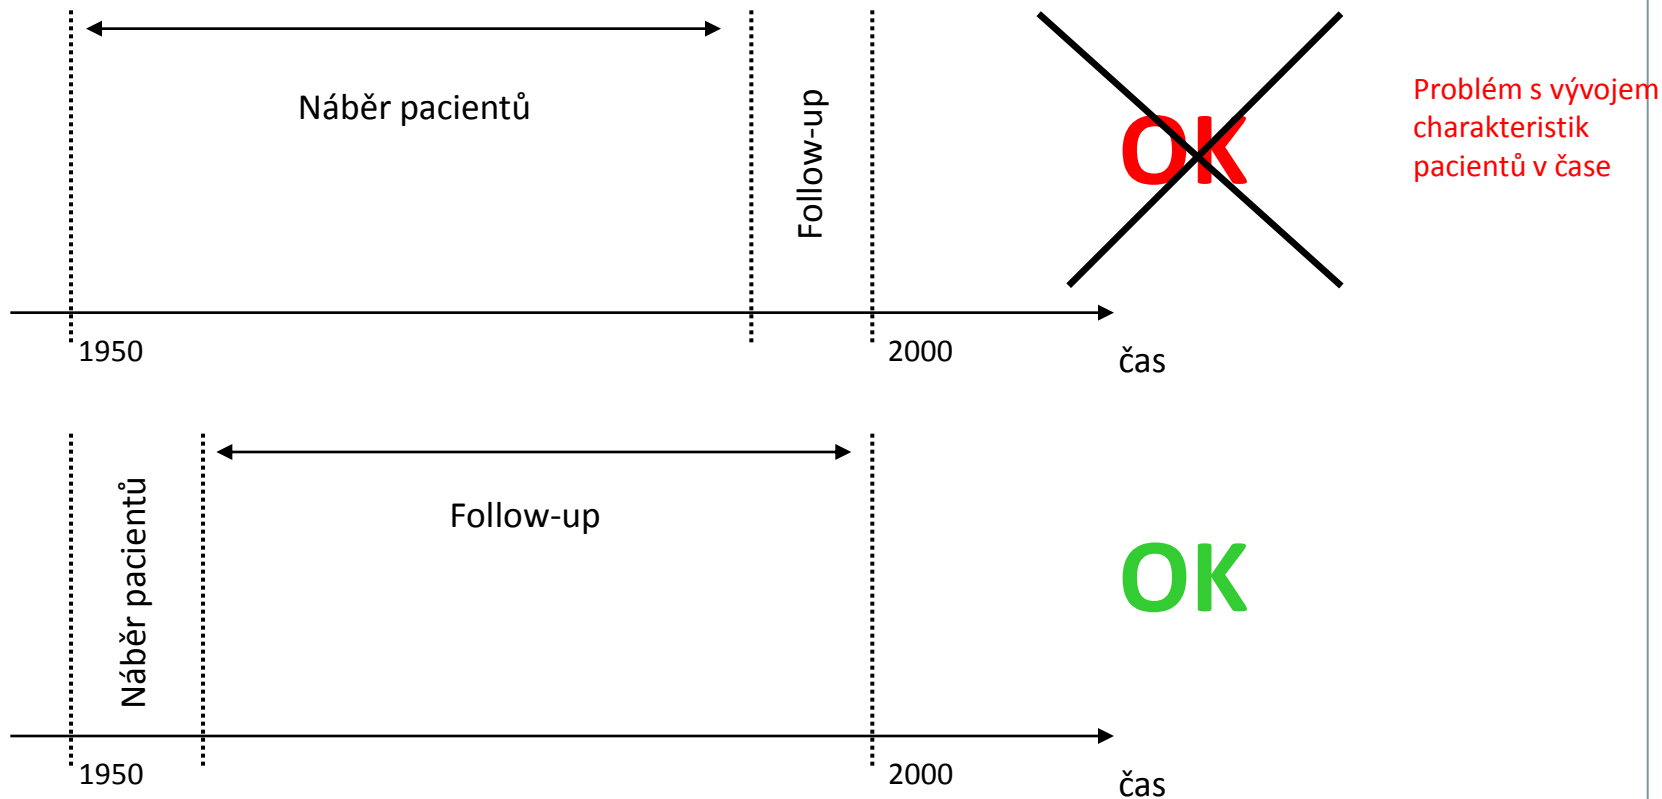 Náběr pacientů
Follow-up
OK
Problém s vývojem
charakteristik
pacientů v čase
1950
2000
čas
Náběr pacientů
Follow-up
OK
1950
2000
čas